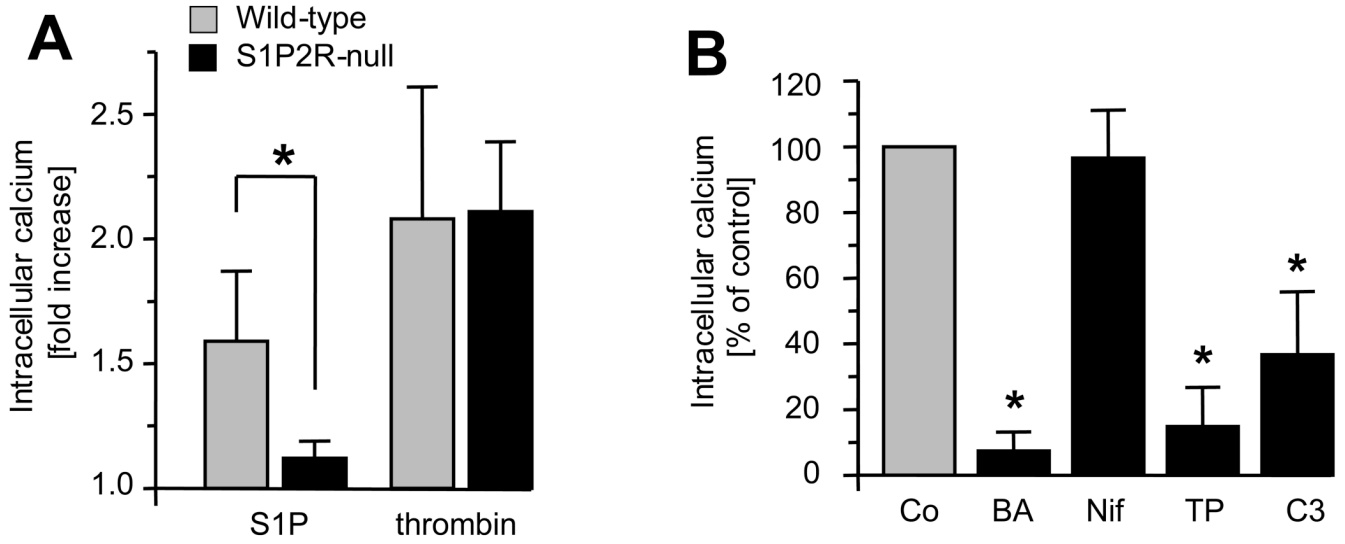 A
Wild-type
S1P2R-null
Intracellular calcium
[fold increase]
2.5
2.0
1.5
1.0
*
S1P
thrombin
B
Intracellular calcium
[% of control]
120
100
80
60
40
20
0
*
*
*
Co
BA
Nif
TP
C3